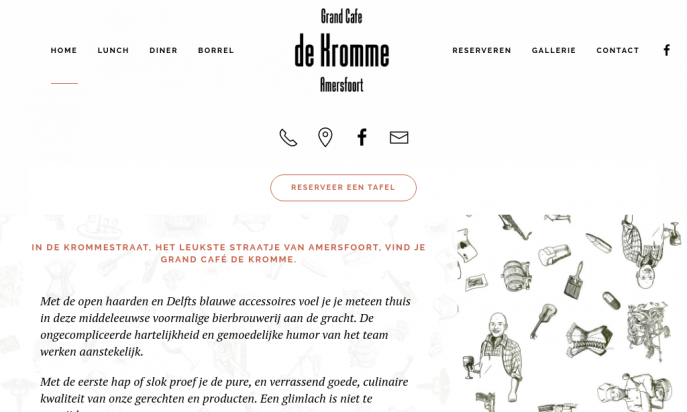 Grand Cafe
HOME LUNCH DINER BORREL de Kromme RESERVEREN GALLERIE CONTACT
Amersfoort
RESERVEER EEN TAFEL
IN DE KROMMESTRAAT, HET LEUKSTE STRAATJE VAN AMERSFOORT, VIND JE
GRAND CAFÉ DE KROMME.
Met de open haarden en Delfts blauwe accessoires voel je je meteen thuis
in deze middeleeuwse voormalige bierbrouwerij aan de gracht. De
ongecompliceerde hartelijkheid en gemoedelijke humor van het team
werken aanstekelijk.
Met de eerste hap of slok proef je de pure, en verrassend goede, culinaire
kwaliteit van onze gerechten en producten. Een glimlach is niet te